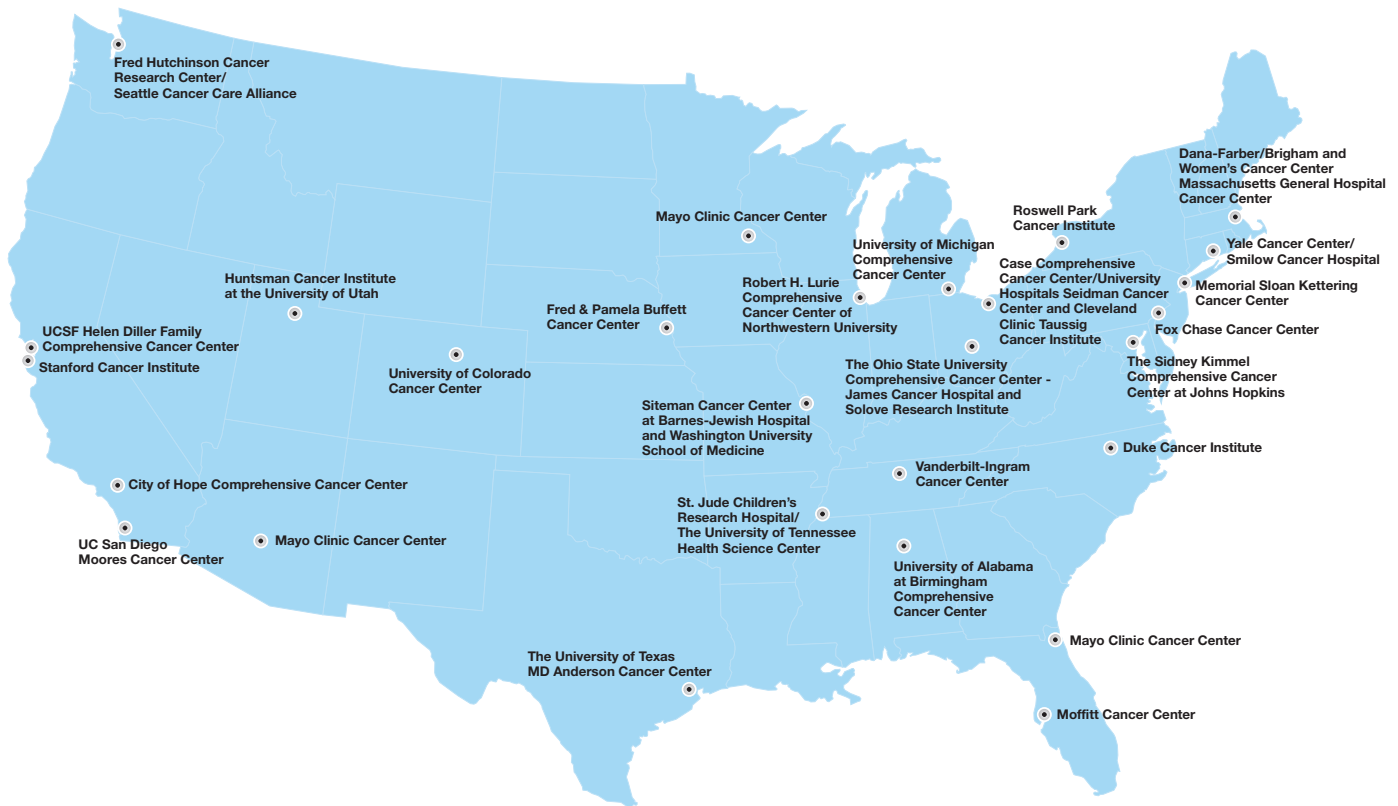 Fred Hutchinson Cancer
Research Center/
Seattle Cancer Care Alliance
Dana-Farber/Brigham and
Women's Cancer Center
Massachusetts General Hospital
Cancer Center
Mayo Clinic Cancer Center
Roswell Park
Cancer Institute
University of Michigan
Comprehensive
Cancer Center
Yale Cancer Center/
Smilow Cancer Hospital
Case Comprehensive
Cancer Center/University
Hospitals Seidman Cancer
Center and Cleveland
Clinic Taussig
Cancer Institute
Huntsman Cancer Institute
at the University of Utah
Robert H. Lurie
Comprehensive
Cancer Center of
Northwestern University
Memorial Sloan Kettering
Cancer Center
Fred & Pamela Buffett
Cancer Center
Fox Chase Cancer Center
UCSF Helen Diller Family
Comprehensive Cancer Center
Stanford Cancer Institute
University of Colorado
Cancer Center
The Ohio State University
Comprehensive Cancer Center -
James Cancer Hospital and
Solove Research Institute
The Sidney Kimmel
Comprehensive Cancer
Center at Johns Hopkins
Siteman Cancer Center
at Barnes-Jewish Hospital
and Washington University
School of Medicine
Duke Cancer Institute
Vanderbilt-Ingram
Cancer Center
City of Hope Comprehensive Cancer Center
St. Jude Children's
Research Hospital/
The University of Tennessee
Health Science Center
UC San Diego
Moores Cancer Center
Mayo Clinic Cancer Center
University of Alabama
at Birmingham
Comprehensive
Cancer Center
Mayo Clinic Cancer Center
The University of Texas
MD Anderson Cancer Center
Moffitt Cancer Center